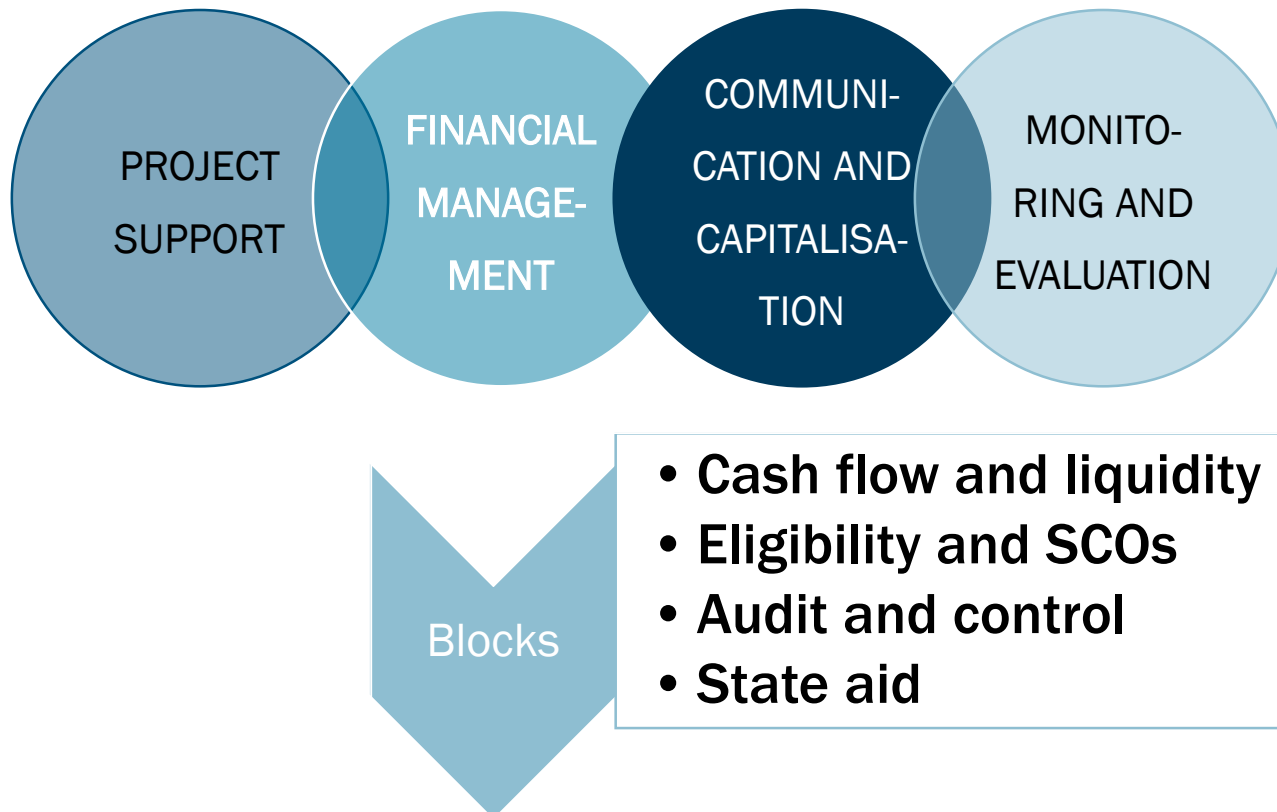 PROJECT
SUPPORT
FINANCIAL
MANAGE-
MENT
COMMUNI-
CATION AND
CAPITALISA-
TION
MONITO-
RING AND
EVALUATION
Blocks
• Cash flow and liquidity
• Eligibility and SCOs
• Audit and control
• State aid